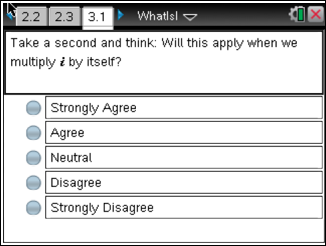 2.2 2.3 3.1 WhatIsI
Take a second and think: Will this apply when we
multiply i by itself?
Strongly Agree
Agree
Neutral
Disagree
Strongly Disagree